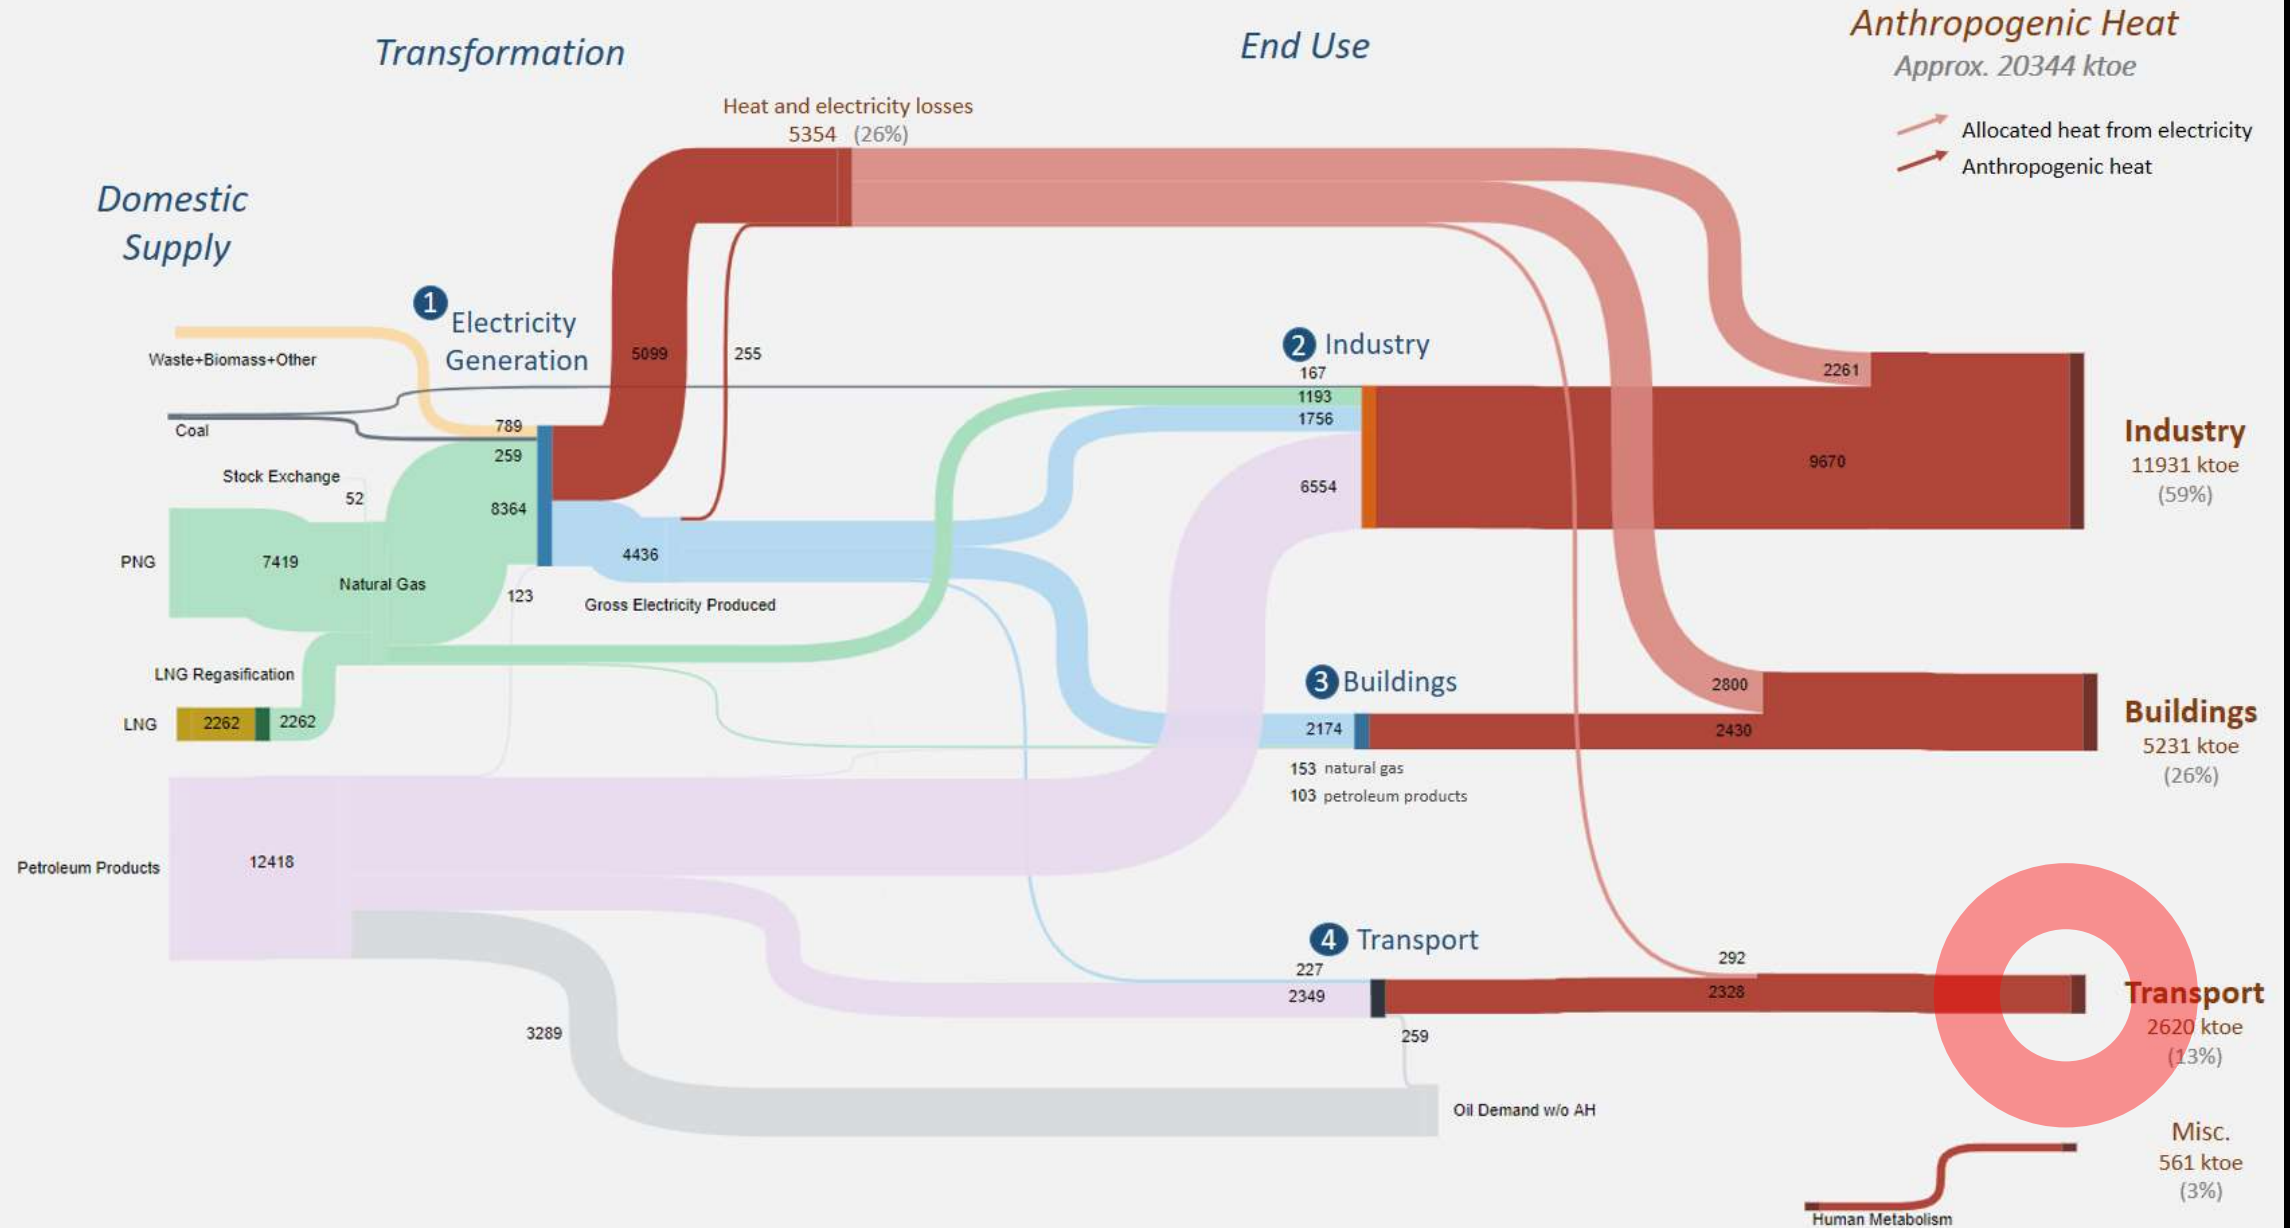 Transformation
End Use
Anthropogenic Heat
Approx. 20344 ktoe
Allocated heat from electricity
Anthropogenic heat
Heat and electricity losses
5354 (26%)
Domestic
Supply
1
Electricity
Generation
Waste+Biomass+Other
789
Coal
259
Stock Exchange
52
8364
PNG
7419
Natural Gas
123
LNG Regasification
LNG
2262
2262
5099
255
4436
Gross Electricity Produced
2 Industry
167
1193
1756
6554
2261
9670
Industry
11931 ktoe
(59%)
3 Buildings
2174
153 natural gas
103 petroleum products
2800
2430
Buildings
5231 ktoe
(26%)
Petroleum Products
12418
3289
4 Transport
227
2349
259
292
2328
Transport
2620 ktoe
(13%)
Oil Demand w/o AH
Misc.
561 ktoe
(3%)
Human Metabolism